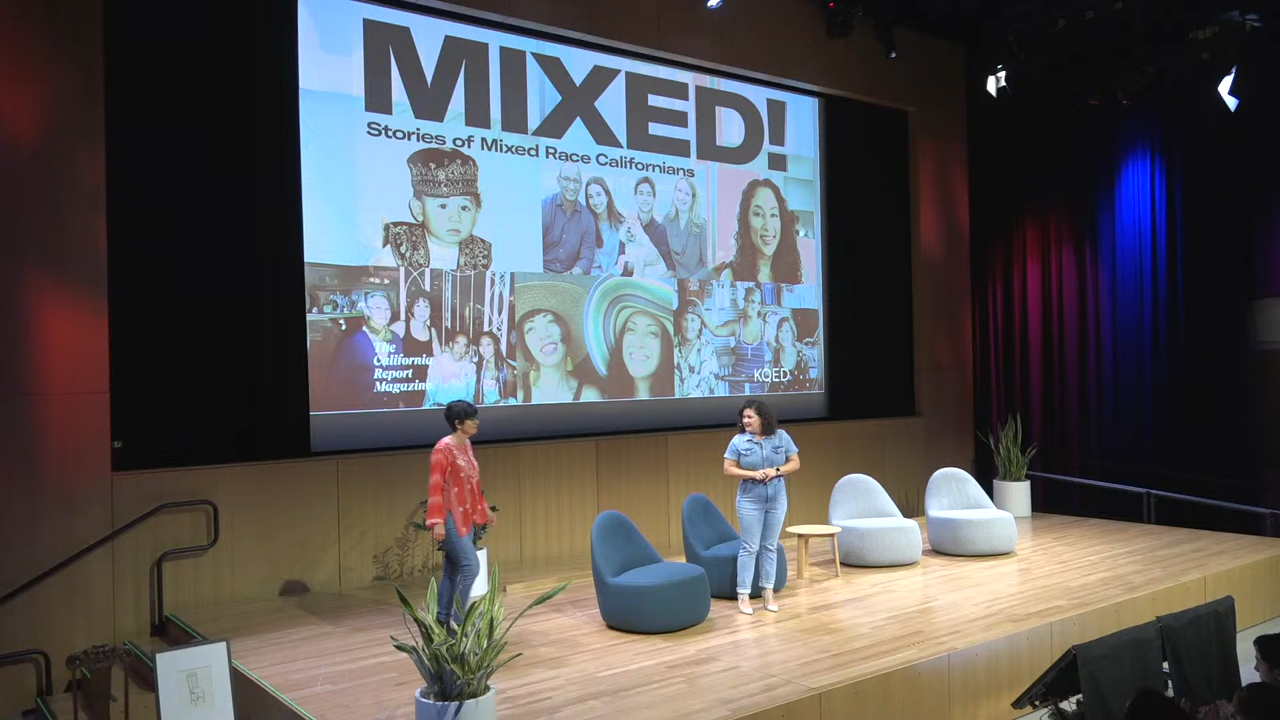 MIXED!
Stories of Mixed Race Californians
The
California
Report
Magazine
KQED